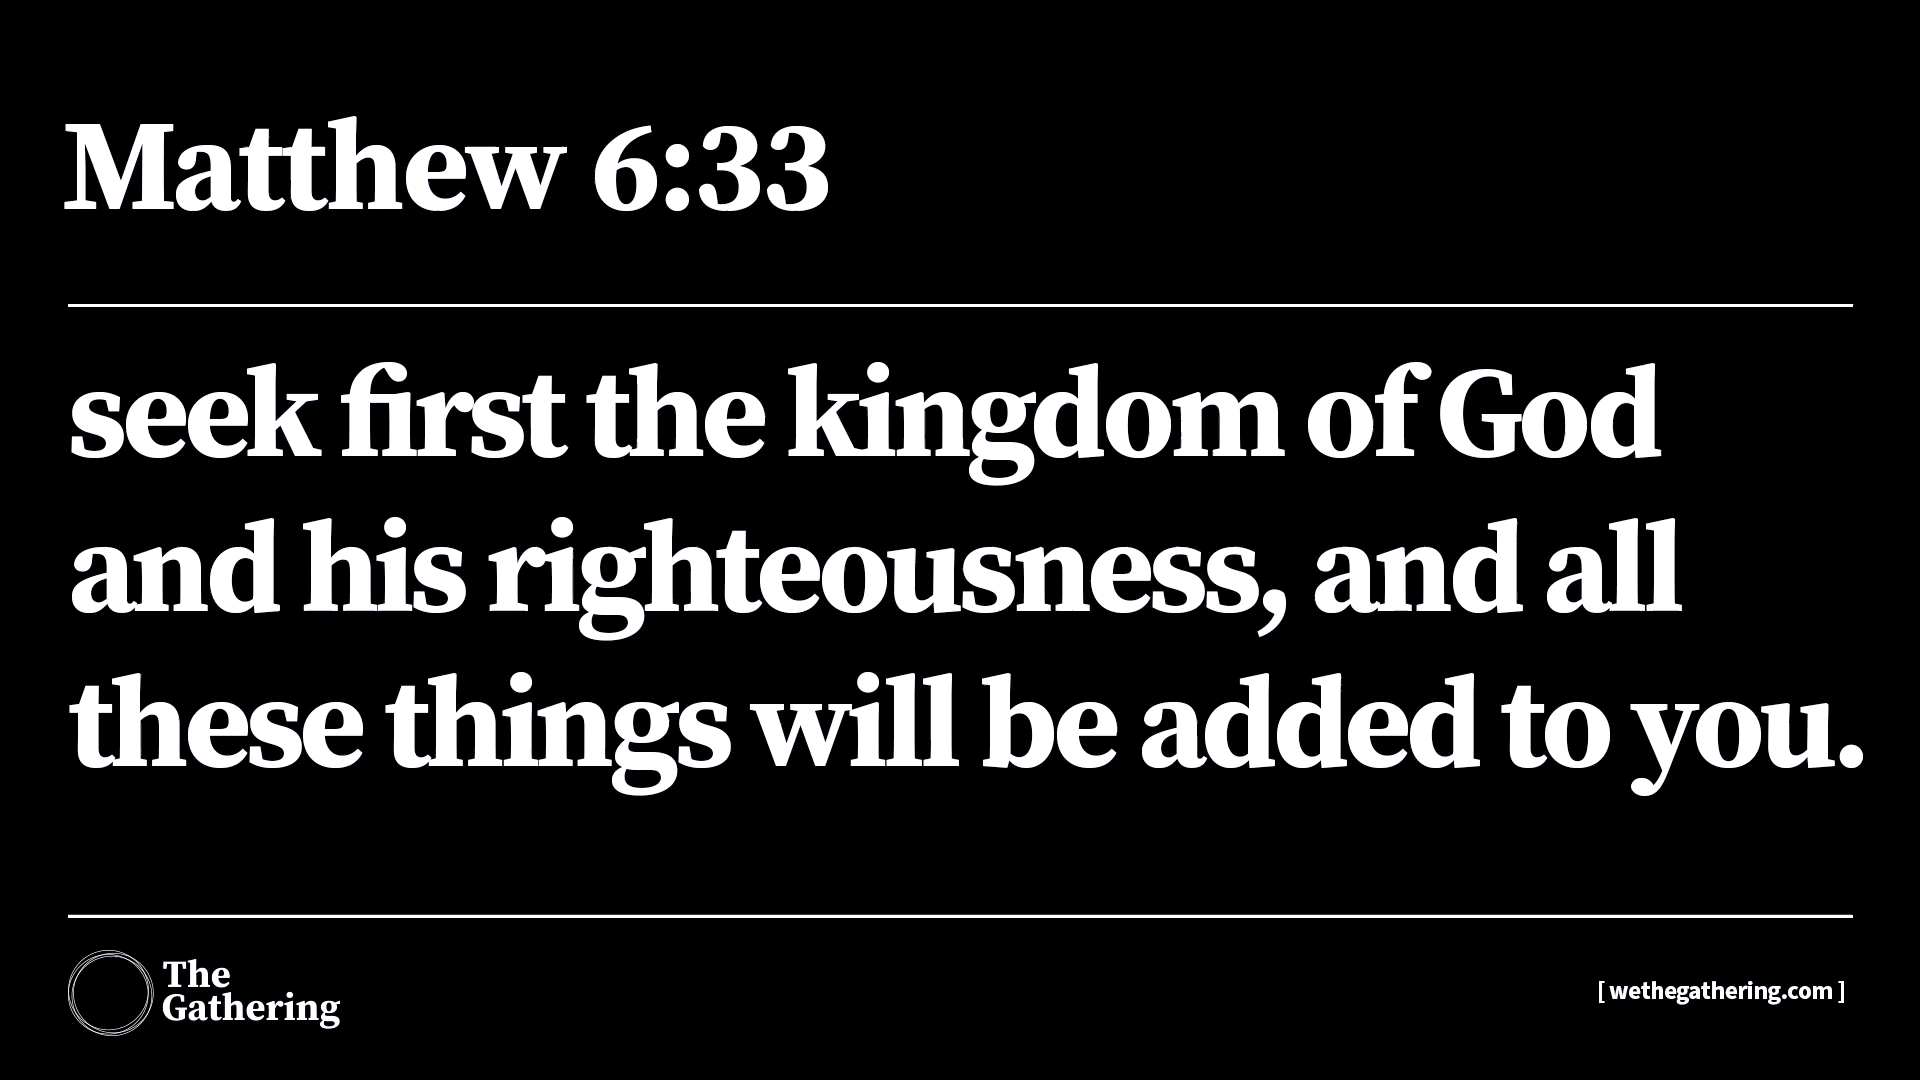 Matthew 6:33
seek first the kingdom of God
and his righteousness, and all
these things will be added to you.
The
Gathering
[ wethegathering.com ]